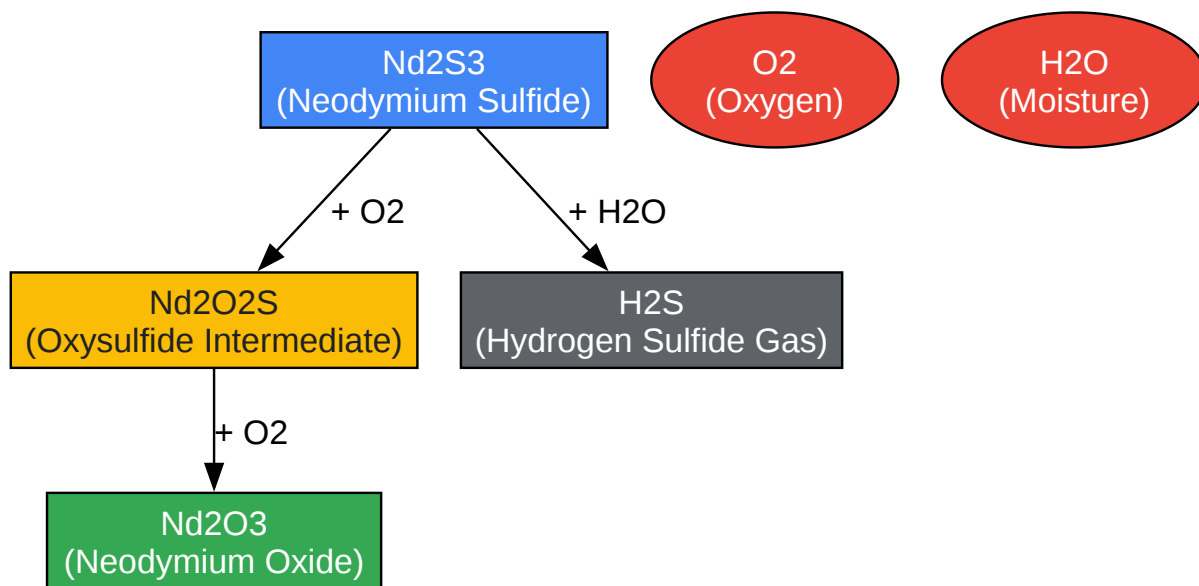 Nd2S3
(Neodymium Sulfide)
O2
(Oxygen)
H2O
(Moisture)
+ O2
+ H2O
Nd2O2S
(Oxysulfide Intermediate)
H2S
(Hydrogen Sulfide Gas)
+ O2
Nd2O3
(Neodymium Oxide)